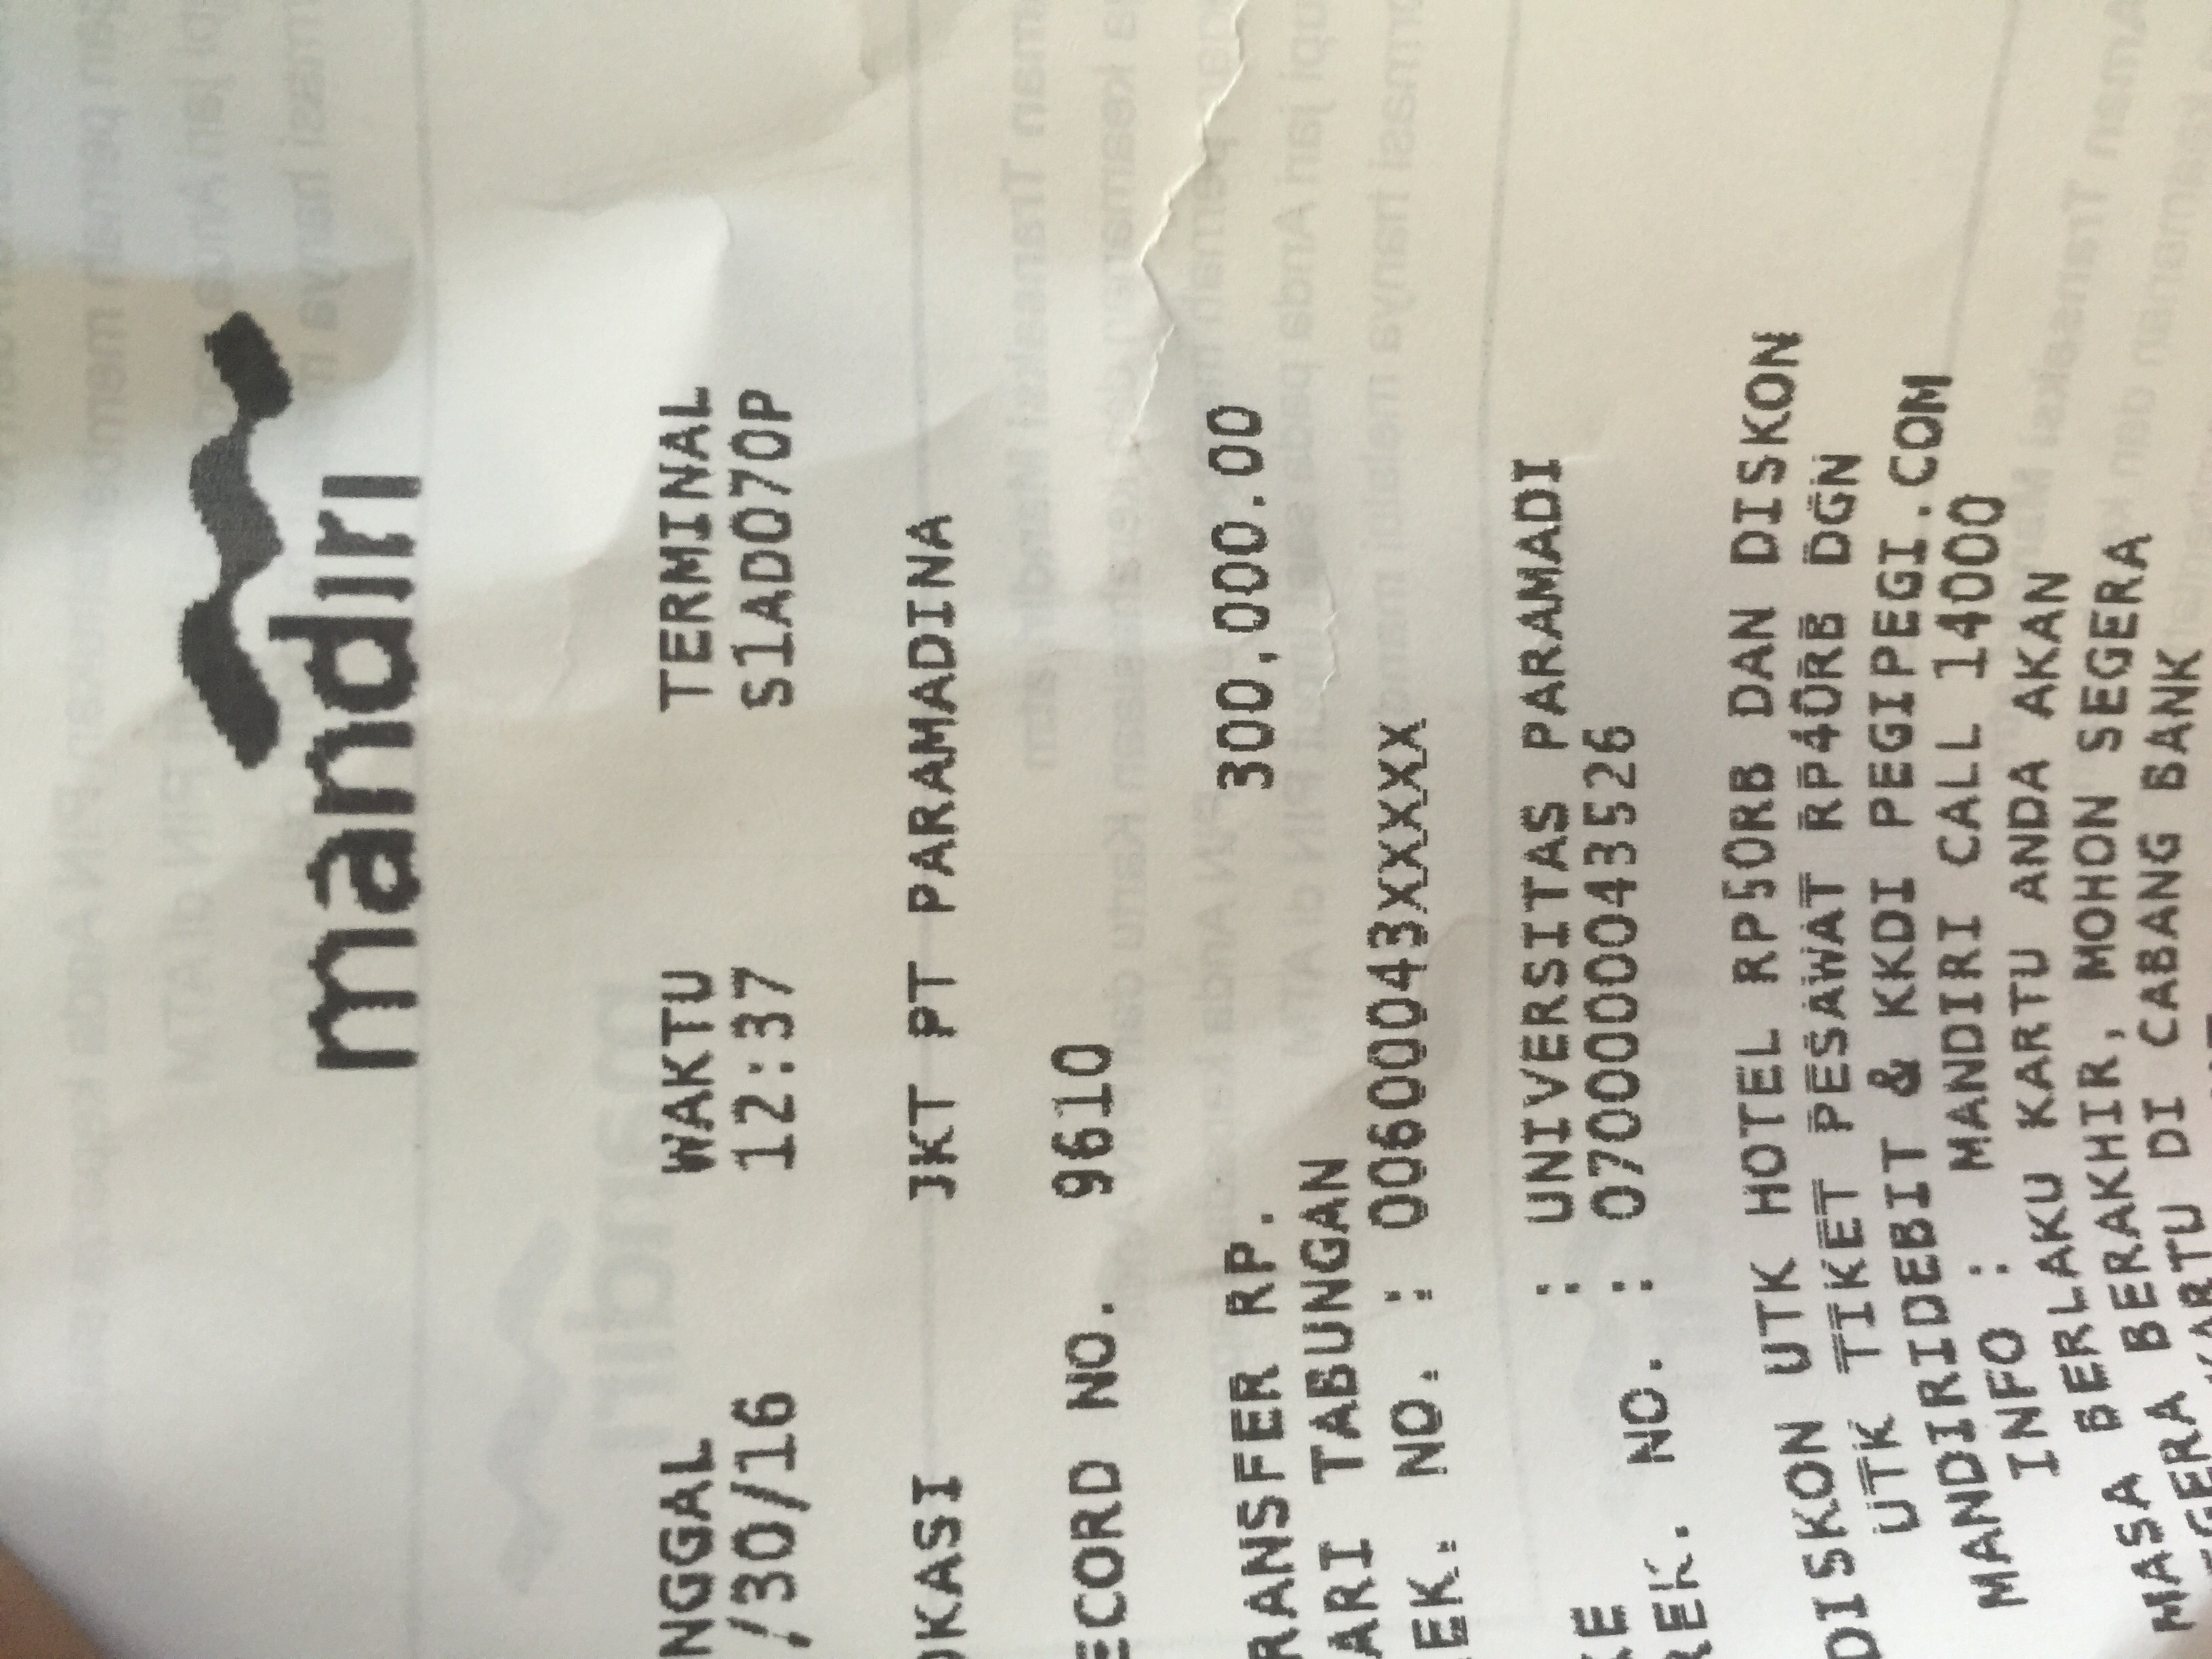 mandiri
NGGAL WAKTU TERMINAL
/30/16 12:37 S1AD070P
OKASI JKT PT PARAMADINA
ECORD NO. 9610
RANSFER RP. 300,000.00
ARI TABUNGAN
EK. NO. : 00600043XXXXX
KE : UNIVERSITAS PARAMADI
REK. NO. : 0700000043526
DISKON UTK HOTEL RP50RB DAN DISKON
UTK TIKET PESAWAT RP40RB DGN
MANDIRIDEBIT & KKDI PEGIPEGI.COM
INFO : MANDIRI CALL 14000
MASA BERLAKU KARTU ANDA AKAN
EGERA BERAKHIR, MOHON SEGERA
KARTU DI CABANG BANK